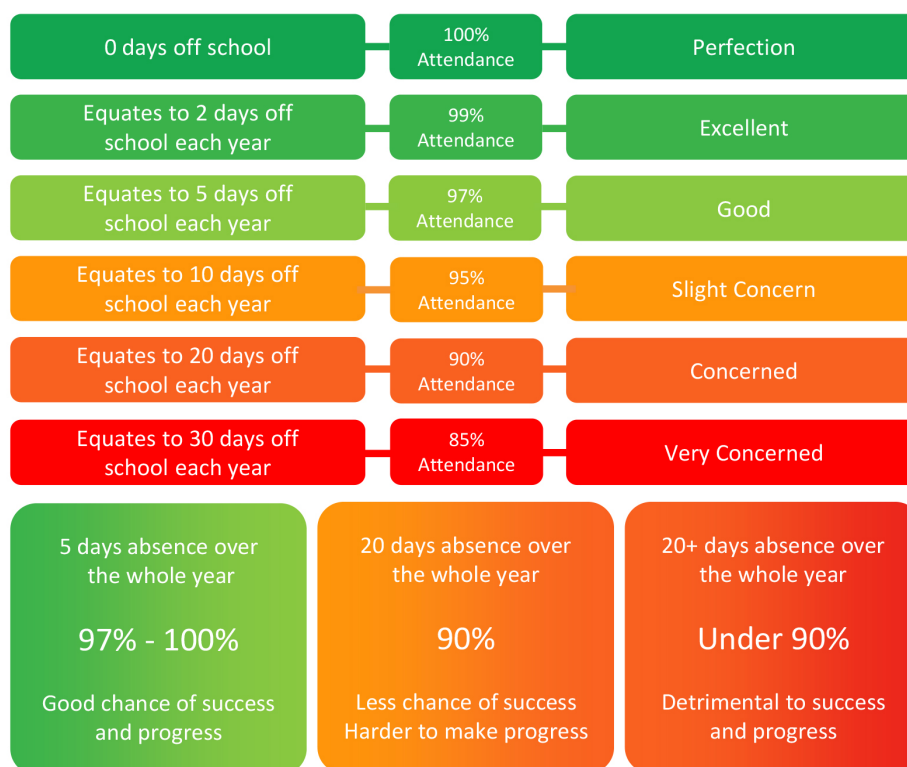 0 days off school
100%
Attendance
Perfection
Equates to 2 days off
school each year
99%
Attendance
Excellent
Equates to 5 days off
school each year
97%
Attendance
Good
Equates to 10 days off
school each year
95%
Attendance
Slight Concern
Equates to 20 days off
school each year
90%
Attendance
Concerned
Equates to 30 days off
school each year
85%
Attendance
Very Concerned
5 days absence over
the whole year
97% - 100%
Good chance of success
and progress
20 days absence over
the whole year
90%
Less chance of success
Harder to make progress
20+ days absence over
the whole year
Under 90%
Detrimental to success
and progress